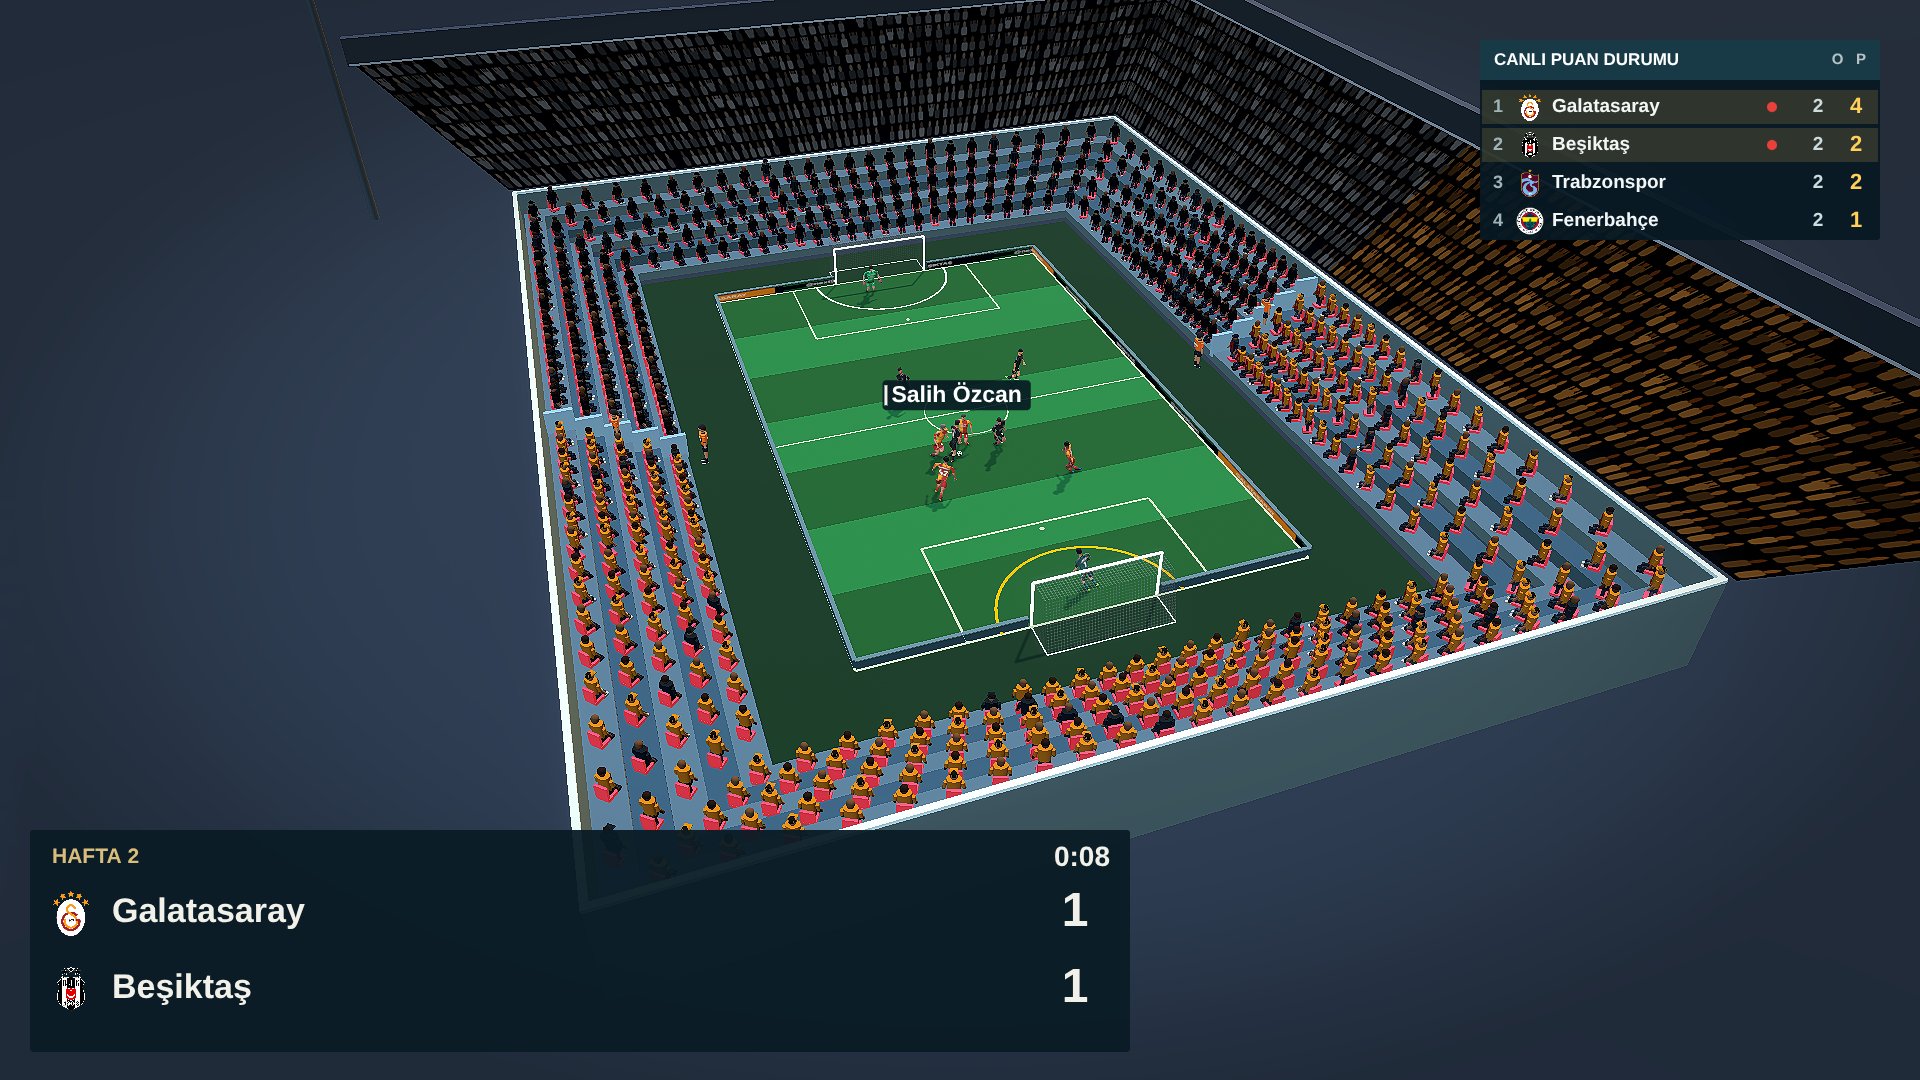 CANLI PUAN DURUMU O P
1 Galatasaray 2 4
2 Beşiktaş 2 2
3 Trabzonspor 2 2
4 Fenerbahçe 2 1
|Salih Özcan
HAFTA 2 0:08
Galatasaray 1
Beşiktaş 1